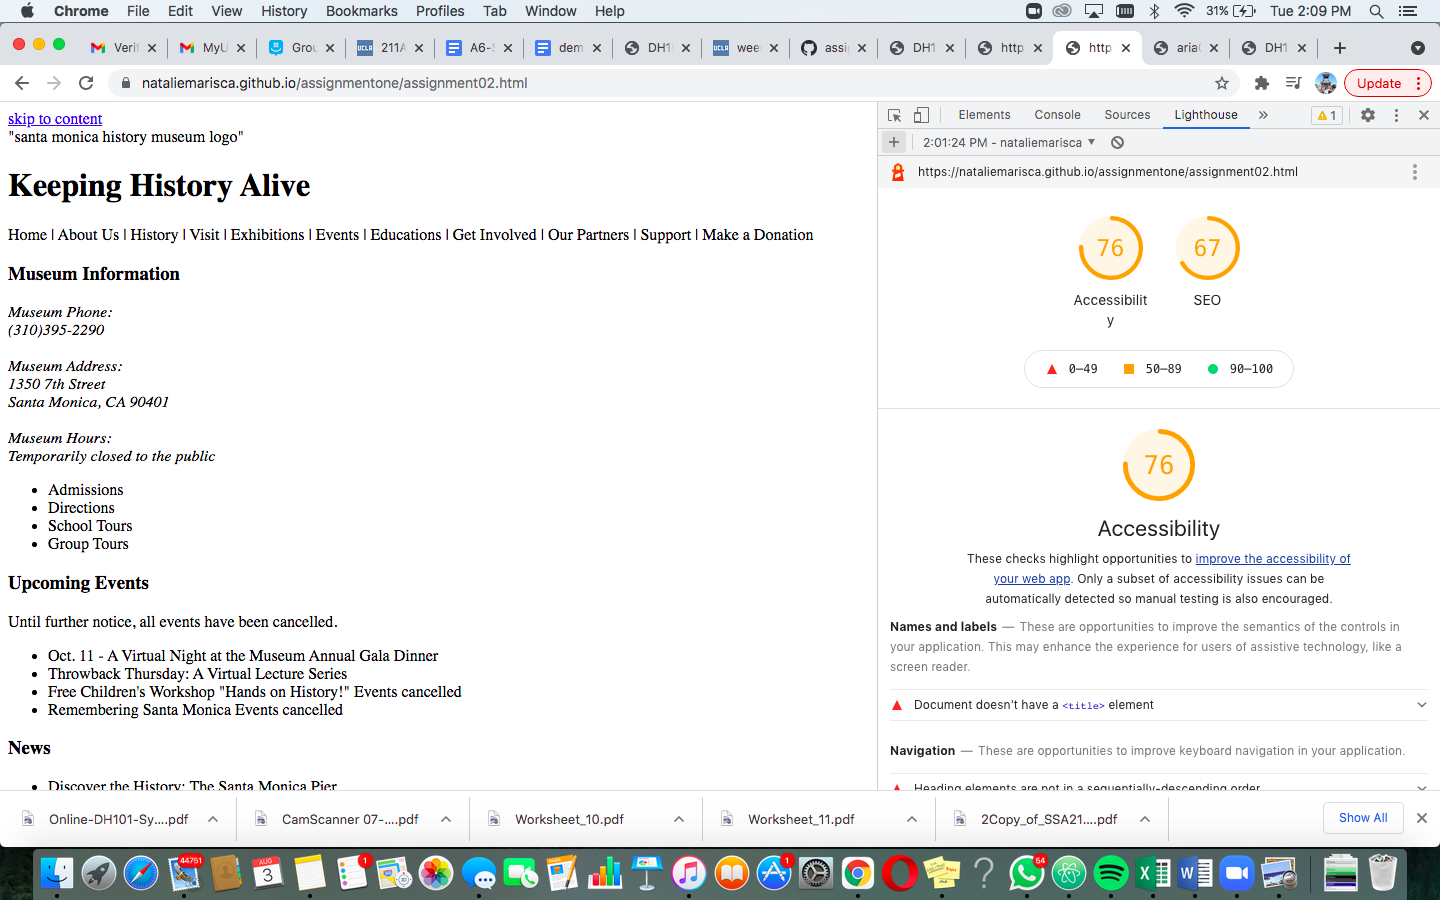 Chrome File Edit View History Bookmarks Profiles Tab Window Help 31% Tue 2:09 PM
Verif MyU Grou 211A A6-S dem DH1 wee assi DH1 http http aria DH1
nataliemarisca.github.io/assignmentone/assignment02.html Update
skip to content
"santa monica history museum logo"
Keeping History Alive
Home | About Us | History | Visit | Exhibitions | Events | Educations | Get Involved | Our Partners | Support | Make a Donation
Museum Information
Museum Phone:
(310)395-2290
Museum Address:
1350 7th Street
Santa Monica, CA 90401
Museum Hours:
Temporarily closed to the public
Admissions
Directions
School Tours
Group Tours
Upcoming Events
Until further notice, all events have been cancelled.
Oct. 11 - A Virtual Night at the Museum Annual Gala Dinner
Throwback Thursday: A Virtual Lecture Series
Free Children's Workshop "Hands on History!" Events cancelled
Remembering Santa Monica Events cancelled
News
Discover the History: The Santa Monica Pier
Elements Console Sources Lighthouse » 1
2:01:24 PM - nataliemarisca
https://nataliemarisca.github.io/assignmentone/assignment02.html
76 67
Accessibilit
y
SEO
0–49 50–89 90–100
76
Accessibility
These checks highlight opportunities to improve the accessibility of
your web app. Only a subset of accessibility issues can be
automatically detected so manual testing is also encouraged.
Names and labels — These are opportunities to improve the semantics of the controls in
your application. This may enhance the experience for users of assistive technology, like a
screen reader.
Document doesn't have a <title> element
Navigation — These are opportunities to improve keyboard navigation in your application.
Heading elements are not in a sequentially-descending order
Online-DH101-Sy....pdf CamScanner 07-....pdf Worksheet_10.pdf Worksheet_11.pdf 2Copy_of_SSA21....pdf Show All
44751 AUG 3 1 1 54